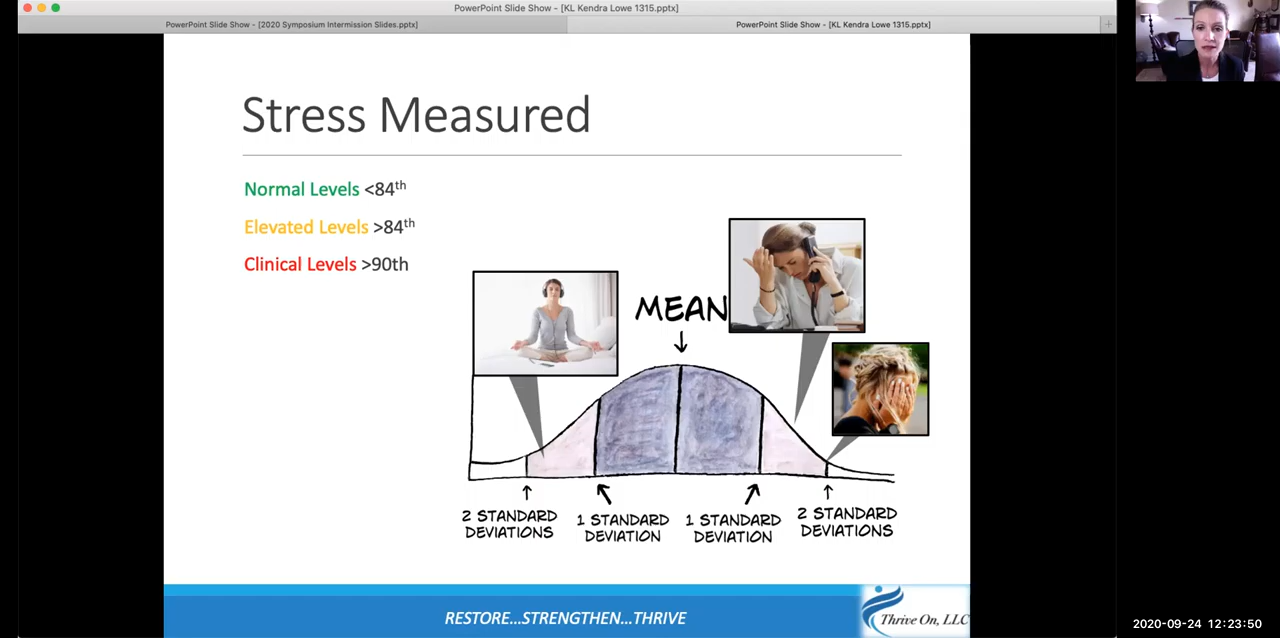 PowerPoint Slide Show - [KL Kendra Lowe 1315.pptx]
PowerPoint Slide Show - [2020 Symposium Intermission Slides.pptx]
PowerPoint Slide Show - [KL Kendra Lowe 1315.pptx]
Stress Measured
Normal Levels <84th
Elevated Levels >84th
Clinical Levels >90th
MEAN
2 STANDARD
DEVIATIONS
1 STANDARD
DEVIATION
1 STANDARD
DEVIATION
2 STANDARD
DEVIATIONS
RESTORE...STRENGTHEN...THRIVE
Thrive On, LLC
2020-09-24 12:23:50